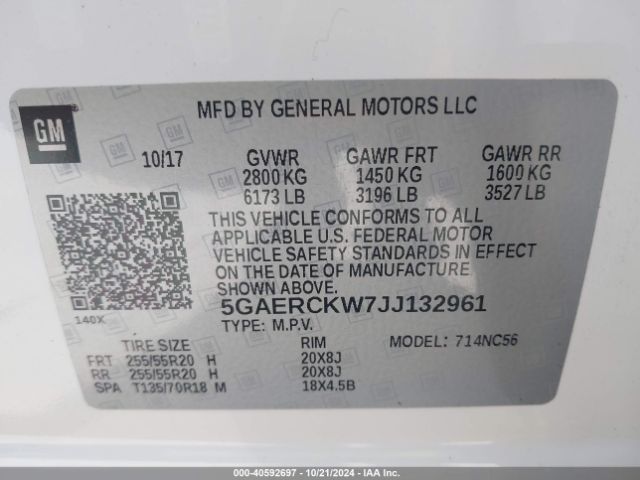 GM
MFD BY GENERAL MOTORS LLC
10/17 GVWR GAWR FRT GAWR RR
2800 KG 1450 KG 1600 KG
6173 LB 3196 LB 3527 LB
THIS VEHICLE CONFORMS TO ALL
APPLICABLE U.S. FEDERAL MOTOR
VEHICLE SAFETY STANDARDS IN EFFECT
ON THE DATE OF MANUFACTURE
SHOWN ABOVE.
140X
5GAERCKW7JJ132961
TYPE: M.P.V. MODEL: 714NC56
TIRE SIZE RIM
FRT 255/55R20 H 20X8J
RR 255/55R20 H 20X8J
SPA T135/70R18 M 18X4.5B
000-40592697 - 10/21/2024 - IAAI.COM